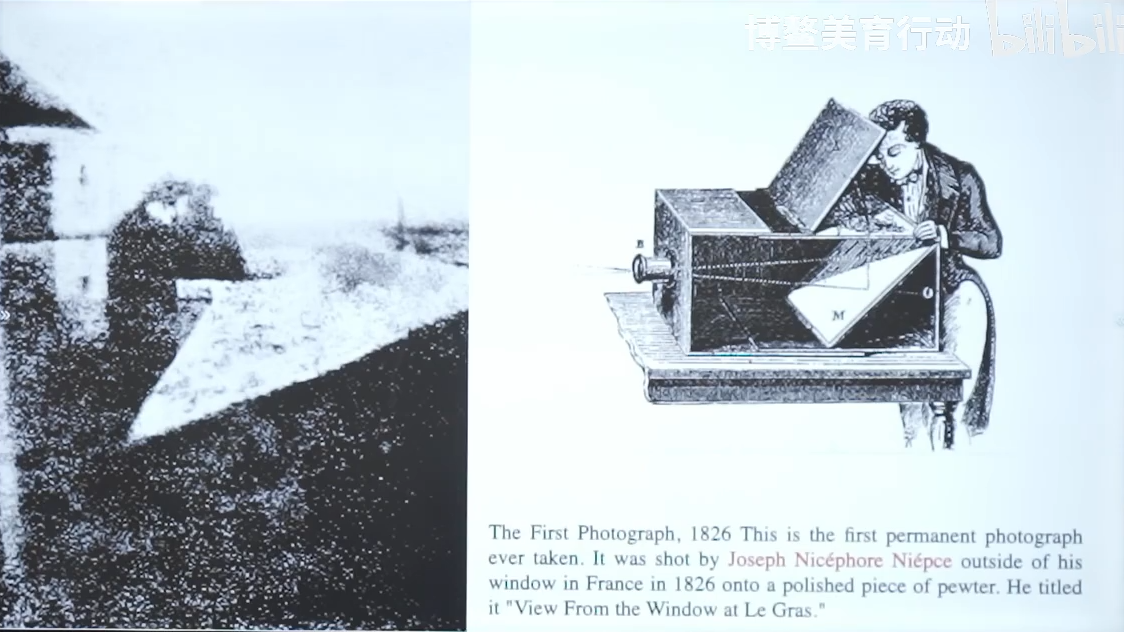 博整美育行动
bilibili
The First Photograph, 1826 This is the first permanent photograph
ever taken. It was shot by Joseph Nicéphore Niépce outside of his
window in France in 1826 onto a polished piece of pewter. He titled
it "View From the Window at Le Gras."
B
M